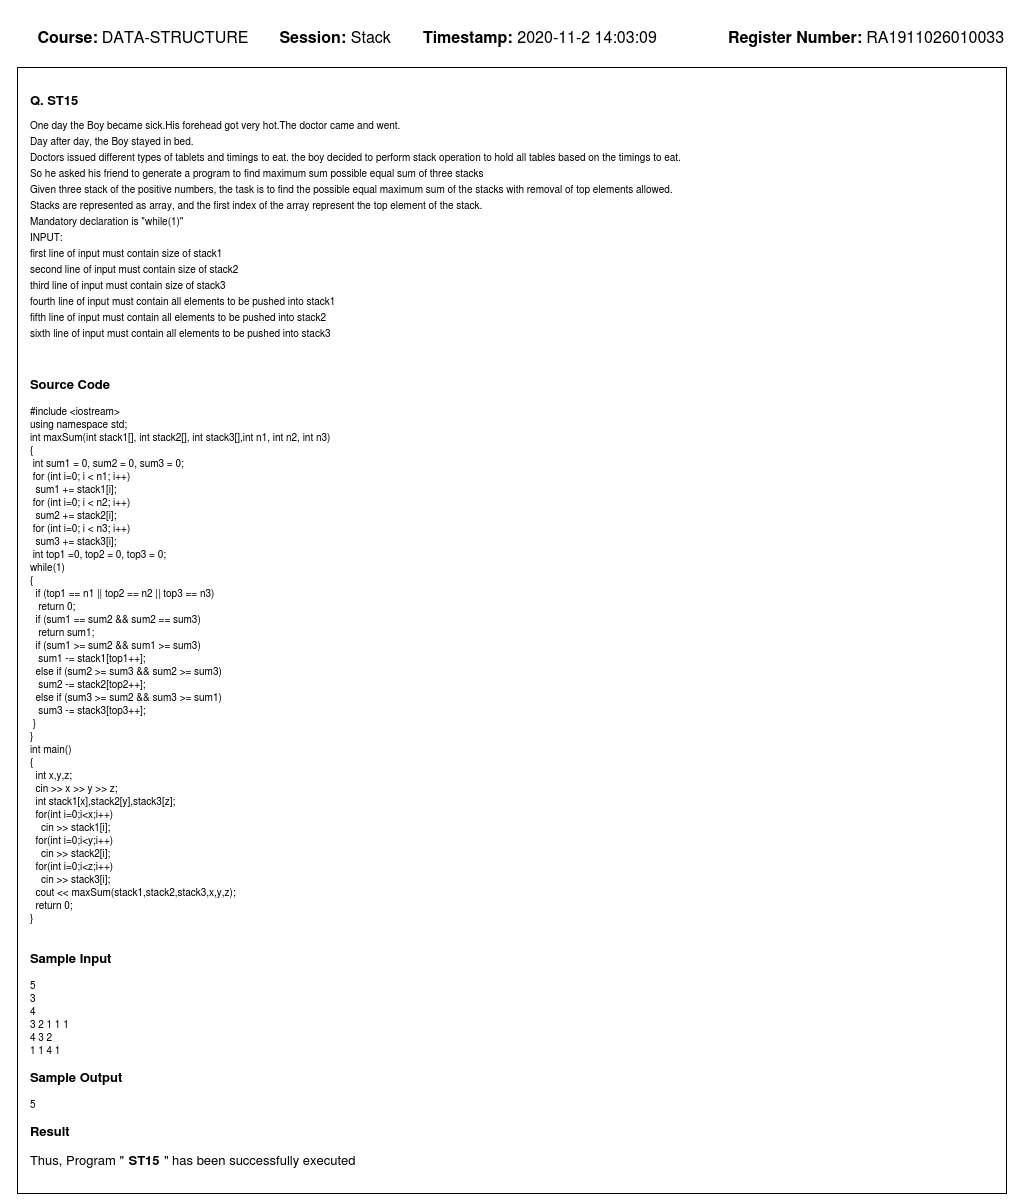 Course: DATA-STRUCTURE Session: Stack Timestamp: 2020-11-2 14:03:09 Register Number: RA1911026010033
Q. ST15
One day the Boy became sick.His forehead got very hot.The doctor came and went.
Day after day, the Boy stayed in bed.
Doctors issued different types of tablets and timings to eat. the boy decided to perform stack operation to hold all tables based on the timings to eat.
So he asked his friend to generate a program to find maximum sum possible equal sum of three stacks
Given three stack of the positive numbers, the task is to find the possible equal maximum sum of the stacks with removal of top elements allowed.
Stacks are represented as array, and the first index of the array represent the top element of the stack.
Mandatory declaration is "while(1)"
INPUT:
first line of input must contain size of stack1
second line of input must contain size of stack2
third line of input must contain size of stack3
fourth line of input must contain all elements to be pushed into stack1
fifth line of input must contain all elements to be pushed into stack2
sixth line of input must contain all elements to be pushed into stack3
Source Code
#include <iostream>
using namespace std;
int maxSum(int stack1[], int stack2[], int stack3[],int n1, int n2, int n3)
{
int sum1 = 0, sum2 = 0, sum3 = 0;
for (int i=0; i < n1; i++)
sum1 += stack1[i];
for (int i=0; i < n2; i++)
sum2 += stack2[i];
for (int i=0; i < n3; i++)
sum3 += stack3[i];
int top1 =0, top2 = 0, top3 = 0;
while(1)
{
if (top1 == n1 || top2 == n2 || top3 == n3)
return 0;
if (sum1 == sum2 && sum2 == sum3)
return sum1;
if (sum1 >= sum2 && sum1 >= sum3)
sum1 -= stack1[top1++];
else if (sum2 >= sum3 && sum2 >= sum3)
sum2 -= stack2[top2++];
else if (sum3 >= sum2 && sum3 >= sum1)
sum3 -= stack3[top3++];
}
}
int main()
{
int x,y,z;
cin >> x >> y >> z;
int stack1[x],stack2[y],stack3[z];
for(int i=0;i<x;i++)
cin >> stack1[i];
for(int i=0;i<y;i++)
cin >> stack2[i];
for(int i=0;i<z;i++)
cin >> stack3[i];
cout << maxSum(stack1,stack2,stack3,x,y,z);
return 0;
}
Sample Input
5
3
4
3 2 1 1 1
4 3 2
1 1 4 1
Sample Output
5
Result
Thus, Program " ST15 " has been successfully executed